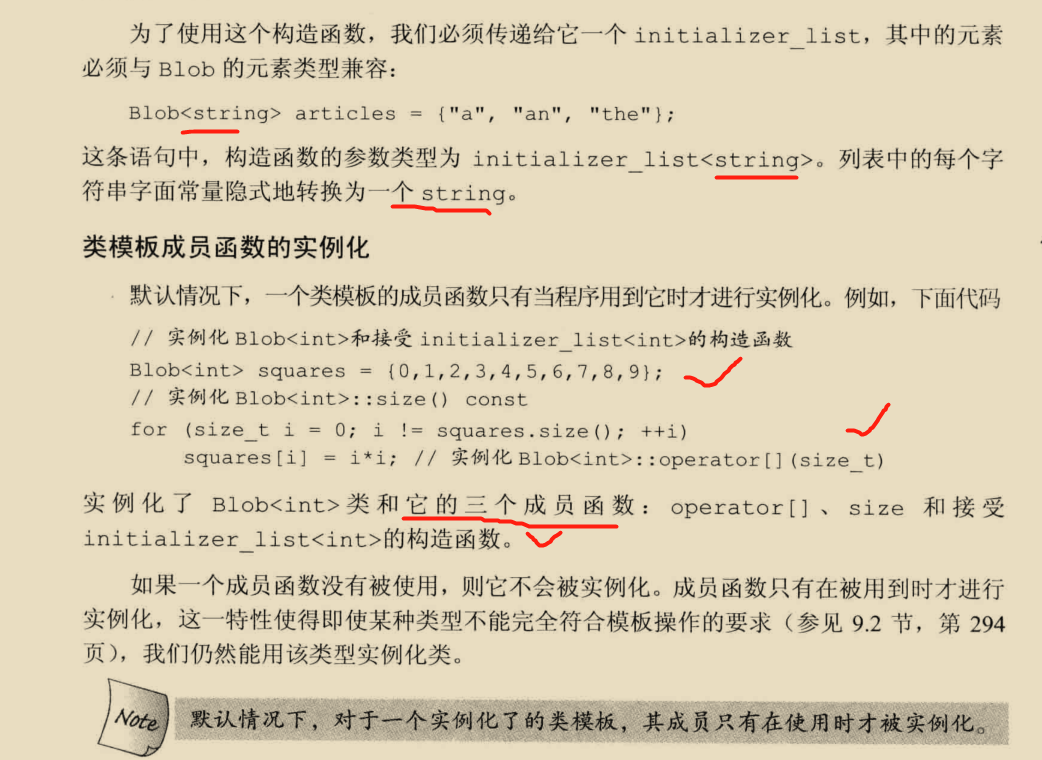 为了使用这个构造函数，我们必须传递给它一个 initializer_list，其中的元素
必须与 Blob 的元素类型兼容：
Blob<string> articles = {"a", "an", "the"};
这条语句中，构造函数的参数类型为 initializer_list<string>。列表中的每个字
符串字面常量隐式地转换为一个 string。
类模板成员函数的实例化
默认情况下，一个类模板的成员函数只有当程序用到它时才进行实例化。例如，下面代码
// 实例化 Blob<int>和接受 initializer_list<int>的构造函数
Blob<int> squares = {0,1,2,3,4,5,6,7,8,9};
// 实例化 Blob<int>::size() const
for (size_t i = 0; i != squares.size(); ++i)
squares[i] = i*i; // 实例化 Blob<int>::operator[](size_t)
实例化了 Blob<int>类和它的三个成员函数：operator[]、size 和接受
initializer_list<int>的构造函数。
如果一个成员函数没有被使用，则它不会被实例化。成员函数只有在被用到时才进行
实例化，这一特性使得即使某种类型不能完全符合模板操作的要求（参见 9.2 节，第 294
页），我们仍然能用该类型实例化类。
Note 默认情况下，对于一个实例化了的类模板，其成员只有在使用时才被实例化。